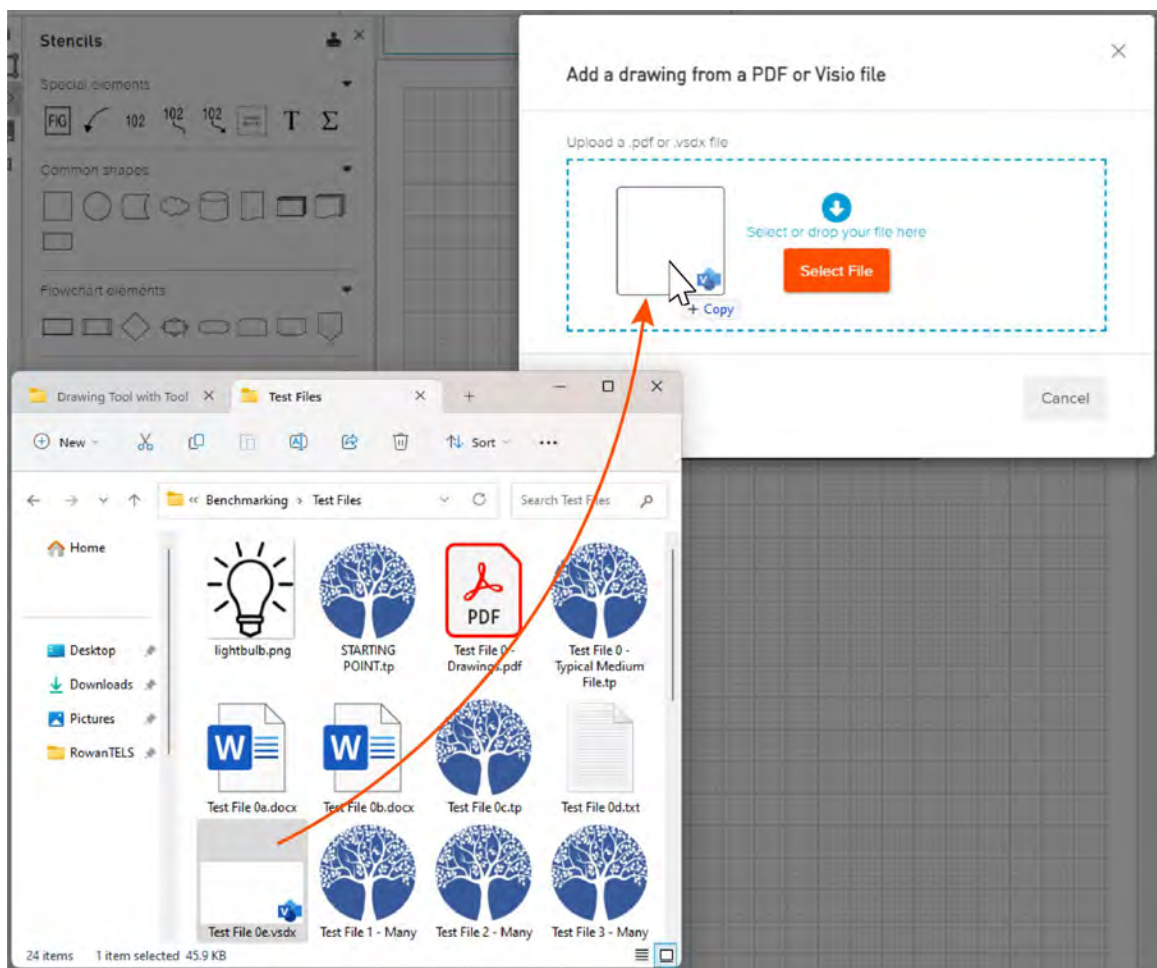 Stencils
Special elements
FIG 102 102 102 T Σ
Common shapes
Flowchart elements
Add a drawing from a PDF or Visio file
Upload a .pdf or .vsdx file
Select or drop your file here
Select File
+ Copy
Cancel
Drawing Tool with Tool
Test Files
New
Sort
« Benchmarking > Test Files
Search Test Files
Home
Desktop
Downloads
Pictures
RowanTELS
lightbulb.png
STARTING
POINT.tp
PDF
Test File 0 -
Drawings.pdf
Test File 0 -
Typical Medium
File.tp
W
Test File 0a.docx
W
Test File 0b.docx
Test File 0c.tp
Test File 0d.txt
Test File 0e.vsdx
Test File 1 - Many
Test File 2 - Many
Test File 3 - Many
24 items 1 item selected 45.9 KB